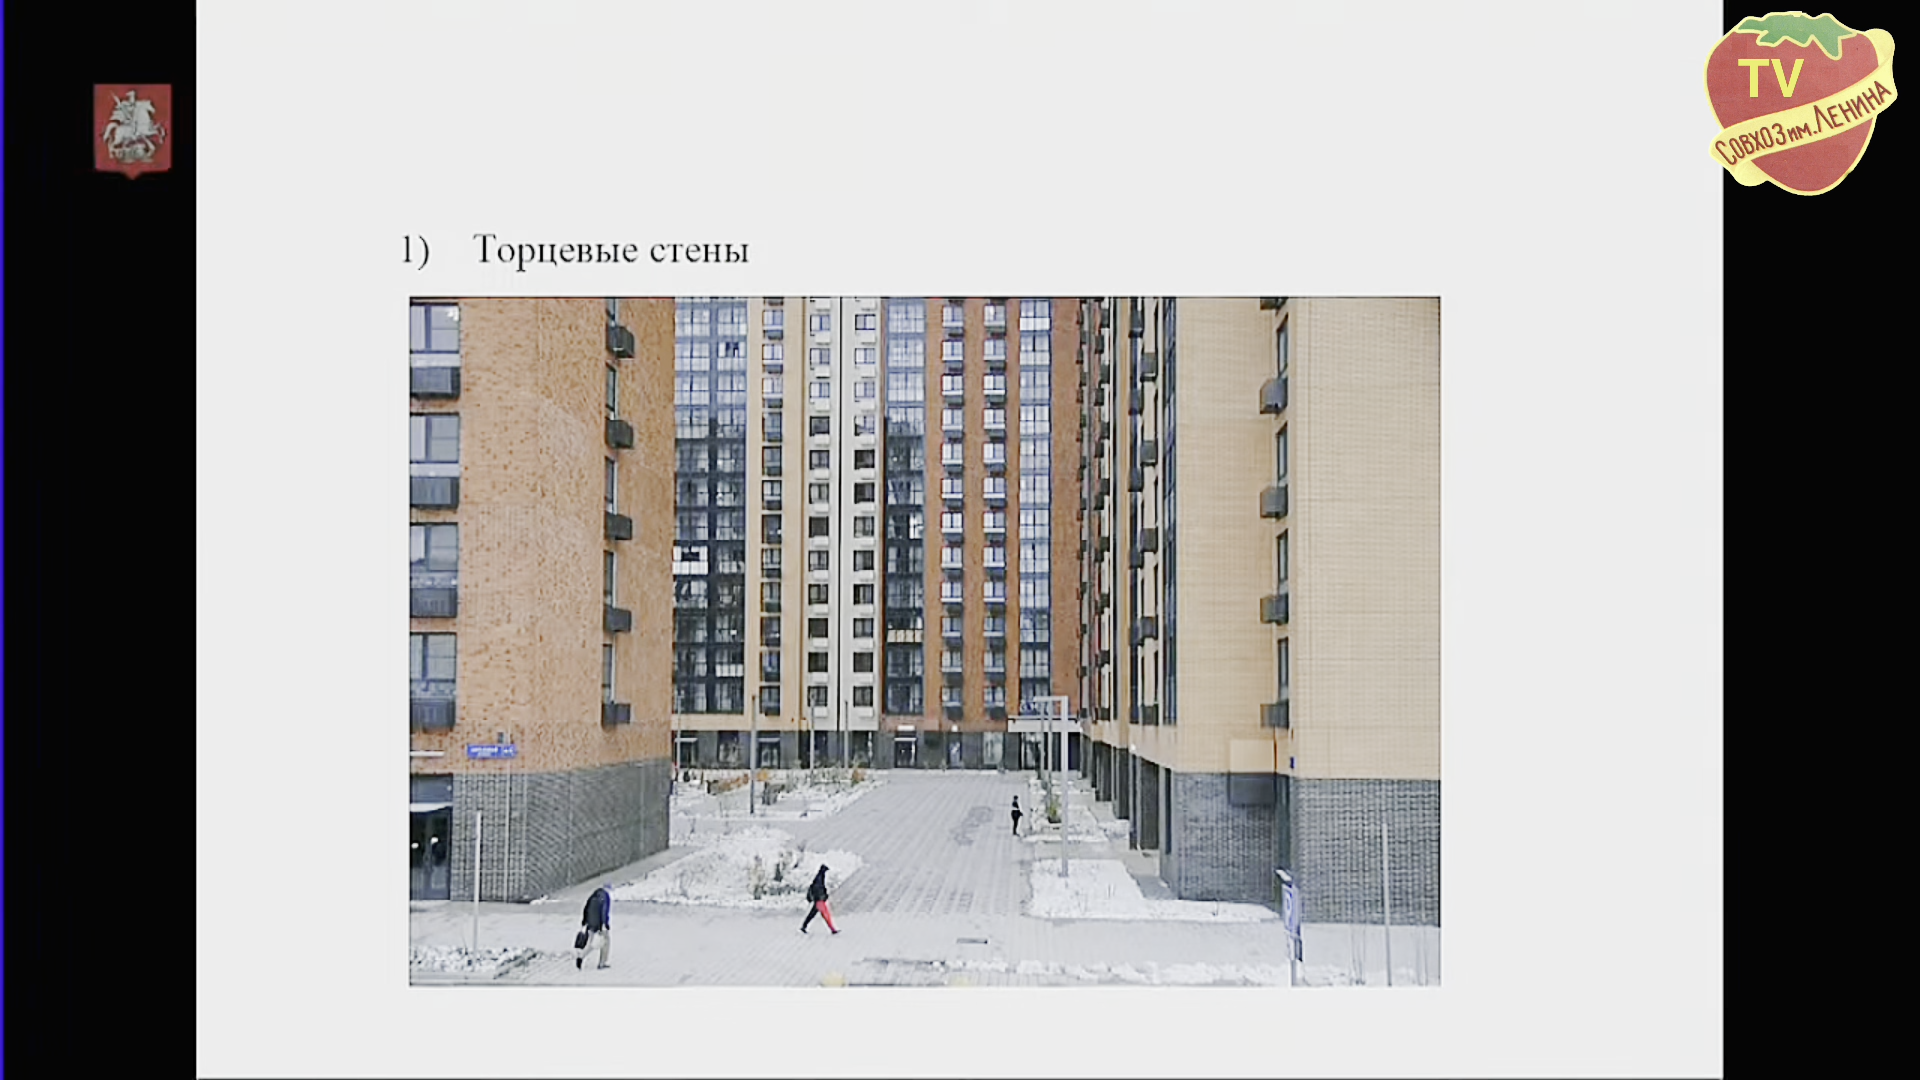 TV
Совхоз им. Ленина
1) Торцевые стены